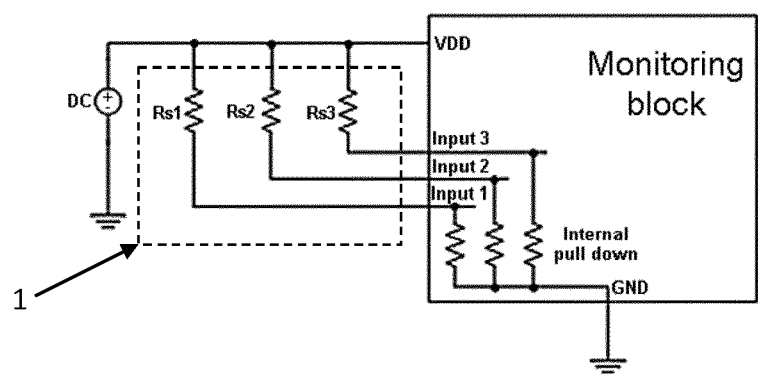 VDD
Monitoring
block
DC
+
-
Rs1
Rs2
Rs3
Input 3
Input 2
Input 1
Internal
pull down
GND
1